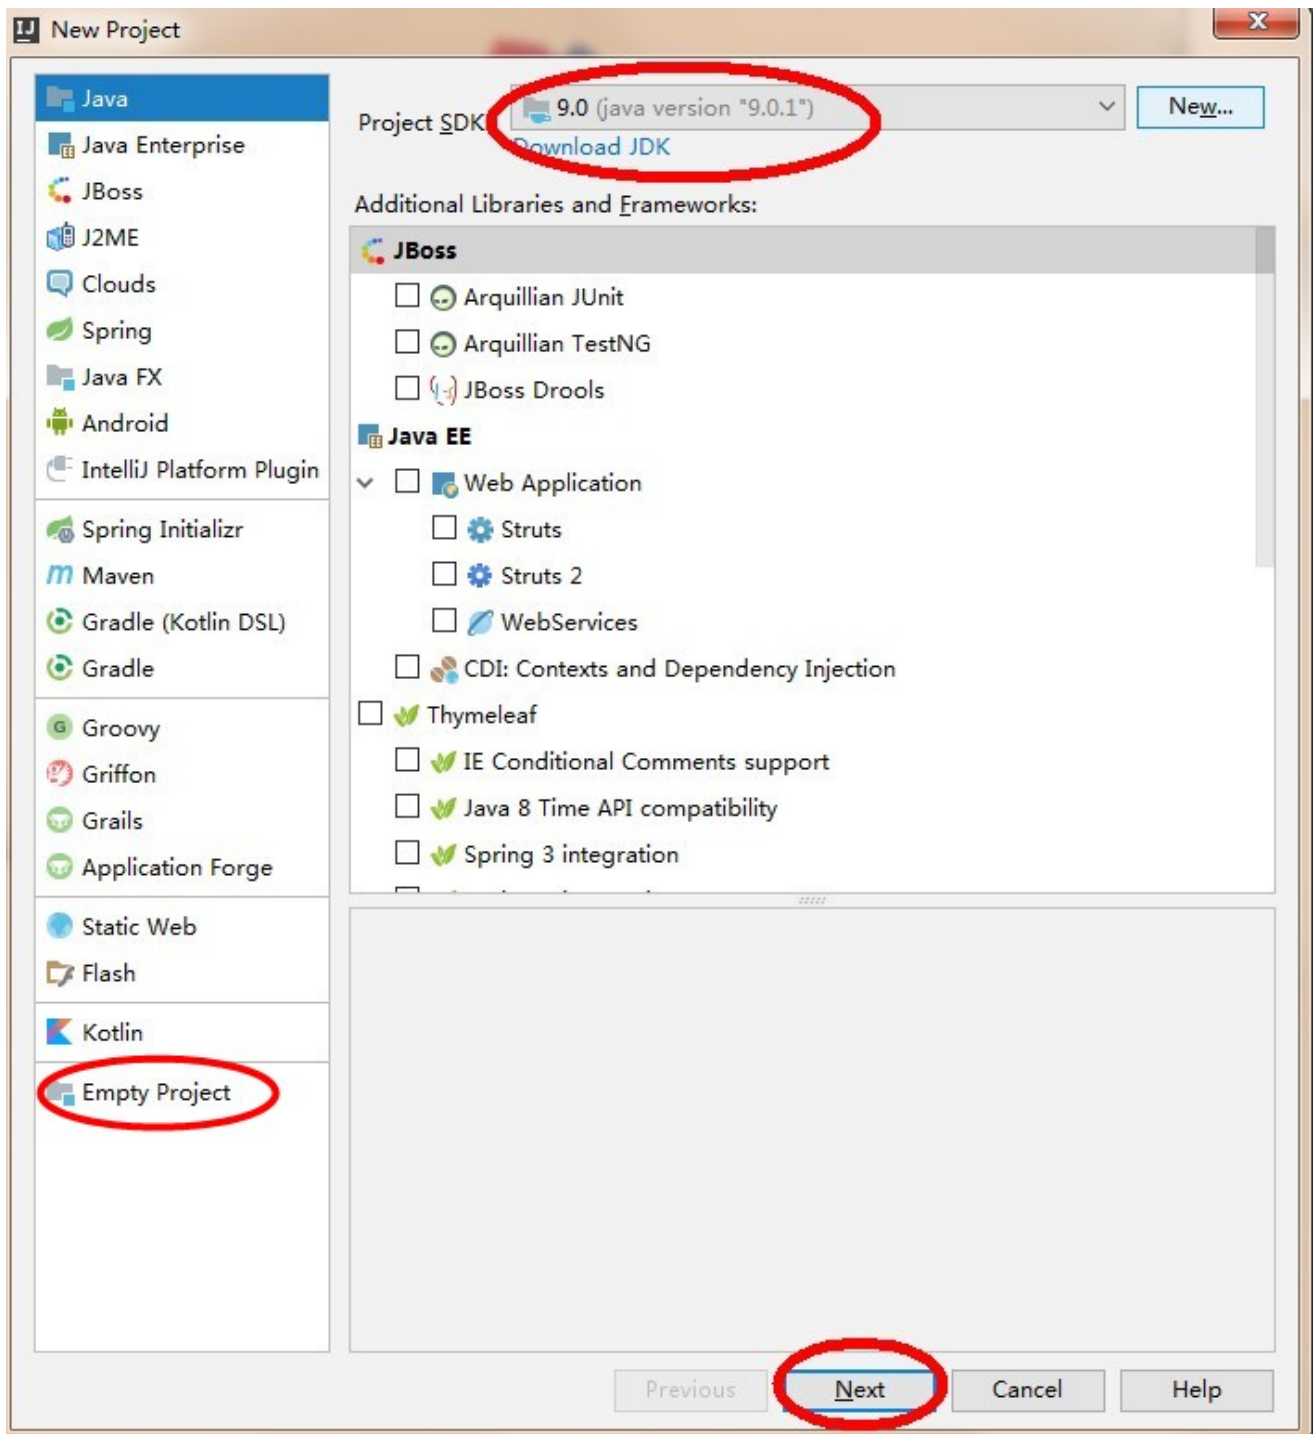 IJ New Project
Java
Java Enterprise
JBoss
J2ME
Clouds
Spring
Java FX
Android
IntelliJ Platform Plugin
Spring Initializr
m Maven
Gradle (Kotlin DSL)
Gradle
G Groovy
Griffon
Grails
Application Forge
Static Web
Flash
Kotlin
Empty Project
Project SDK
9.0 (java version "9.0.1")
New...
Download JDK
Additional Libraries and Frameworks:
JBoss
Arquillian JUnit
Arquillian TestNG
JBoss Drools
Java EE
Web Application
Struts
Struts 2
WebServices
CDI: Contexts and Dependency Injection
Thymeleaf
IE Conditional Comments support
Java 8 Time API compatibility
Spring 3 integration
Previous
Next
Cancel
Help